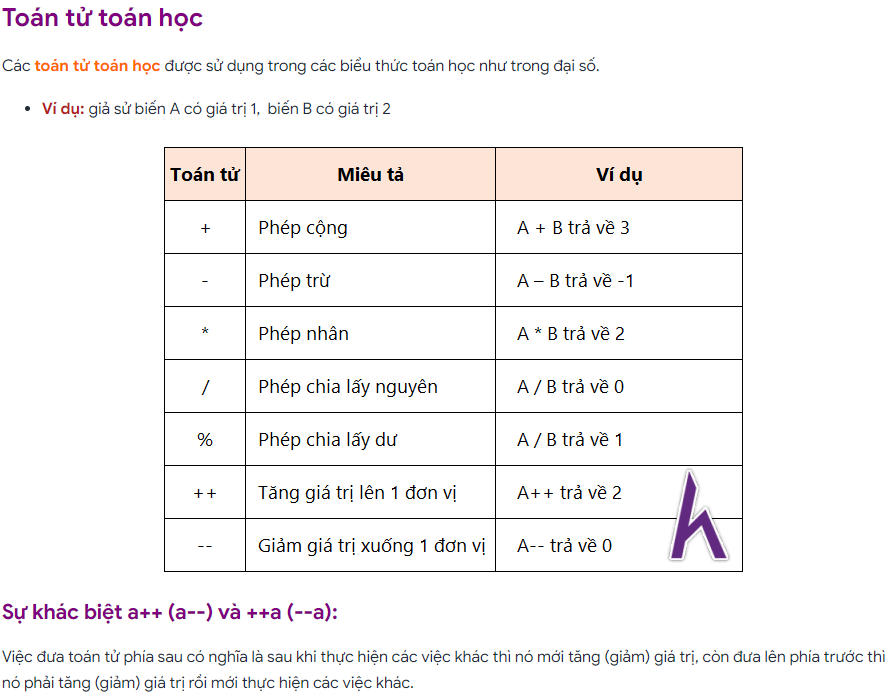 Toán tử toán học
Các toán tử toán học được sử dụng trong các biểu thức toán học như trong đại số.
• Ví dụ: giả sử biến A có giá trị 1, biến B có giá trị 2
Toán tử Miêu tả Ví dụ
+ Phép cộng A + B trả về 3
- Phép trừ A – B trả về -1
* Phép nhân A * B trả về 2
/ Phép chia lấy nguyên A / B trả về 0
% Phép chia lấy dư A / B trả về 1
++ Tăng giá trị lên 1 đơn vị A++ trả về 2
-- Giảm giá trị xuống 1 đơn vị A-- trả về 0
Sự khác biệt a++ (a--) và ++a (--a):
Việc đưa toán tử phía sau có nghĩa là sau khi thực hiện các việc khác thì nó mới tăng (giảm) giá trị, còn đưa lên phía trước thì
nó phải tăng (giảm) giá trị rồi mới thực hiện các việc khác.